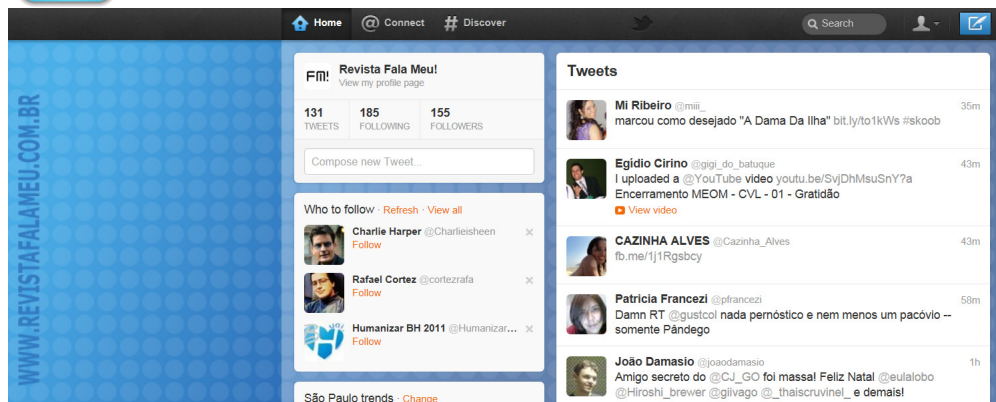 Home @ Connect # Discover Search
WWW.REVISTAFALAMEU.COM.BR
FM!
Revista Fala Meu!
View my profile page
131 185 155
TWEETS FOLLOWING FOLLOWERS
Compose new Tweet...
Who to follow · Refresh · View all
Charlie Harper @Charlieisheen
Follow
Rafael Cortez @cortezrafa
Follow
Humanizar BH 2011 @Humanizar...
Follow
São Paulo trends · Change
Tweets
Mi Ribeiro @miii_ 35m
marcou como desejado "A Dama Da Ilha" bit.ly/to1kWs #skoob
Egídio Cirino @gigi_do_batuque 43m
I uploaded a @YouTube video youtu.be/SvjDhMsuSnY?a
Encerramento MEOM - CVL - 01 - Gratidão
View video
CAZINHA ALVES @Cazinha_Alves 43m
fb.me/1j1Rgsbcy
Patricia Francezi @pfrancezi 58m
Damn RT @gustcol nada pernóstico e nem menos um pacóvio --
somente Pândego
João Damasio @joaodamasio 1h
Amigo secreto do @CJ_GO foi massa! Feliz Natal @eulalobo
@Hiroshi_brewer @giivago @_thaiscruvinel_ e demais!